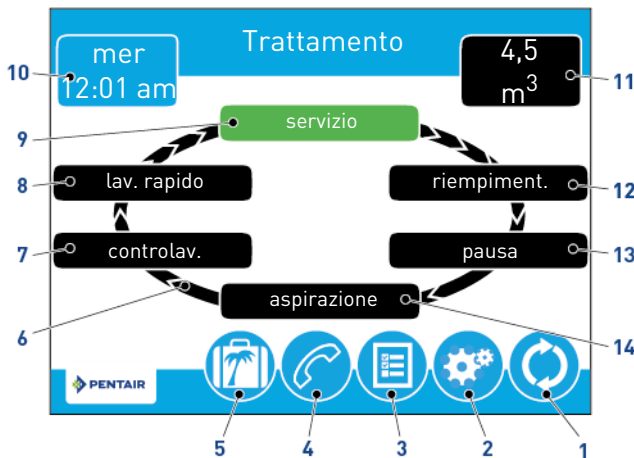 Trattamento
mer
12:01 am
4,5
m³
10
11
servizio
9
lav. rapido
riempiment.
8
12
controlav.
pausa
7
13
aspirazione
6
14
PENTAIR
5
4
3
2
1